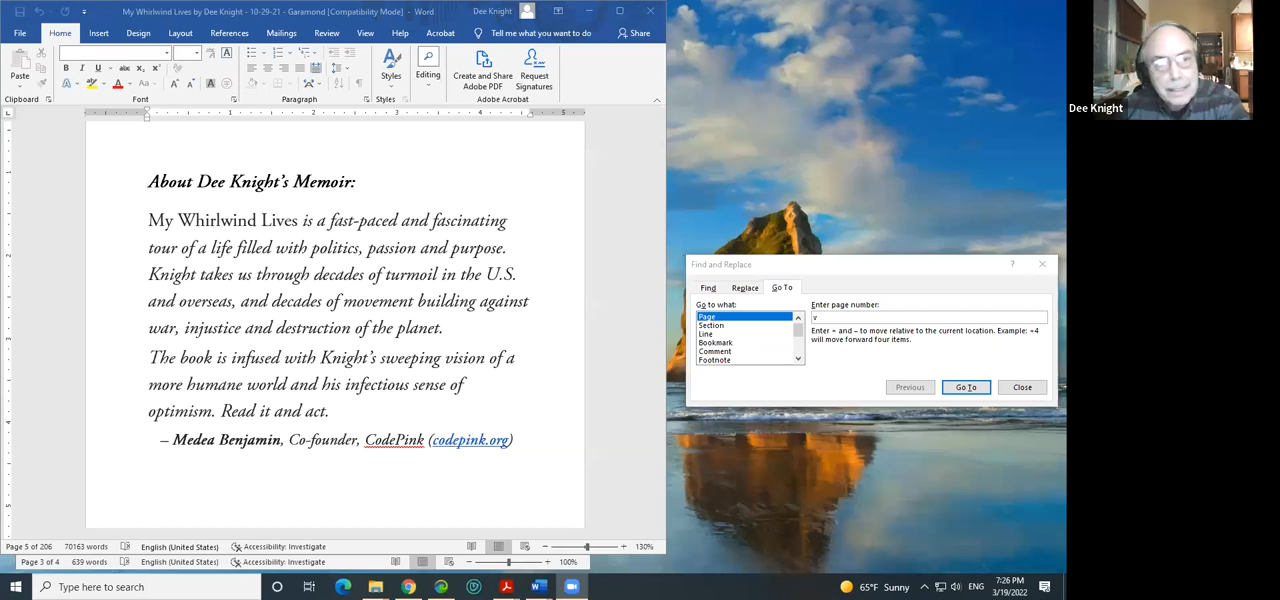 My Whirlwind Lives by Dee Knight - 10-29-21 - Garamond [Compatibility Mode] - Word
Dee Knight
File Home Insert Design Layout References Mailings Review View Help Acrobat Tell me what you want to do Share
Paste
Styles
Editing
Create and Share Adobe PDF
Request Signatures
Clipboard Font Paragraph Styles Adobe Acrobat
About Dee Knight's Memoir:
My Whirlwind Lives is a fast-paced and fascinating
tour of a life filled with politics, passion and purpose.
Knight takes us through decades of turmoil in the U.S.
and overseas, and decades of movement building against
war, injustice and destruction of the planet.
The book is infused with Knight's sweeping vision of a
more humane world and his infectious sense of
optimism. Read it and act.
– Medea Benjamin, Co-founder, CodePink (codepink.org)
Page 5 of 206 70163 words English (United States) Accessibility: Investigate 130%
Page 3 of 4 639 words English (United States) Accessibility: Investigate 100%
Find and Replace
Find Replace Go To
Go to what:
Page
Section
Line
Bookmark
Comment
Footnote
Enter page number:
v
Enter + and – to move relative to the current location. Example: +4
will move forward four items.
Previous Go To Close
Dee Knight
Type here to search
65°F Sunny
ENG
7:26 PM
3/19/2022